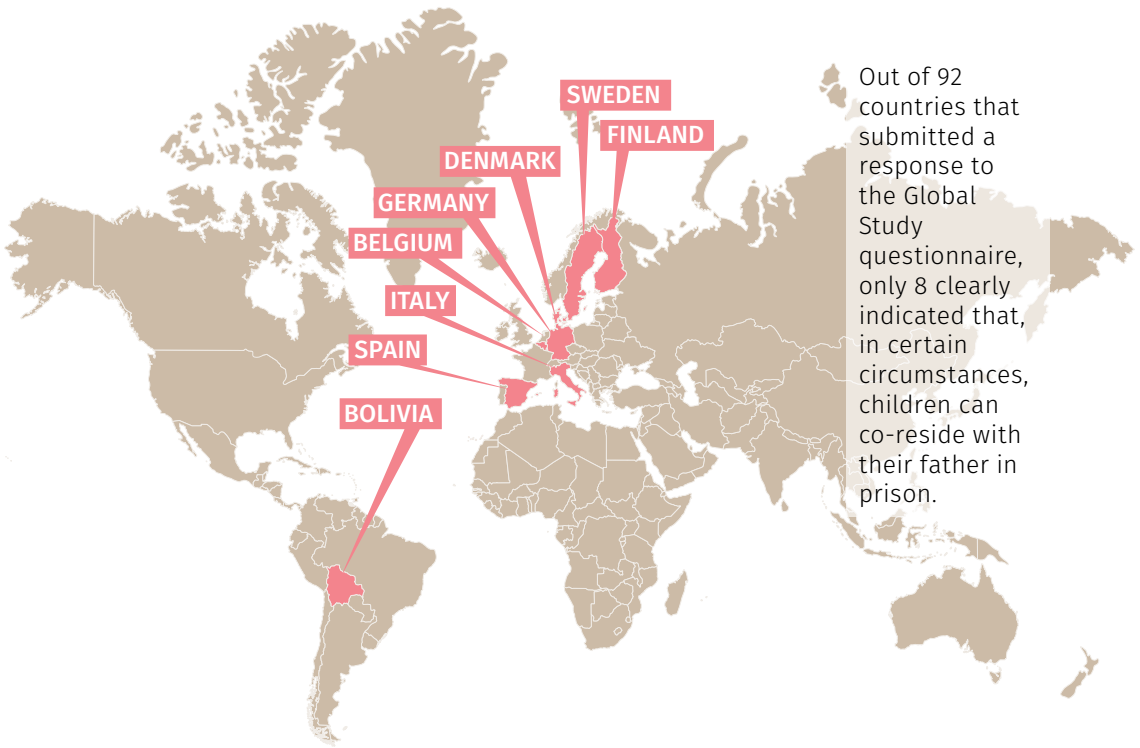 SWEDEN
FINLAND
DENMARK
GERMANY
BELGIUM
ITALY
SPAIN
BOLIVIA
Out of 92
countries that
submitted a
response to
the Global
Study
questionnaire,
only 8 clearly
indicated that,
in certain
circumstances,
children can
co-reside with
their father in
prison.